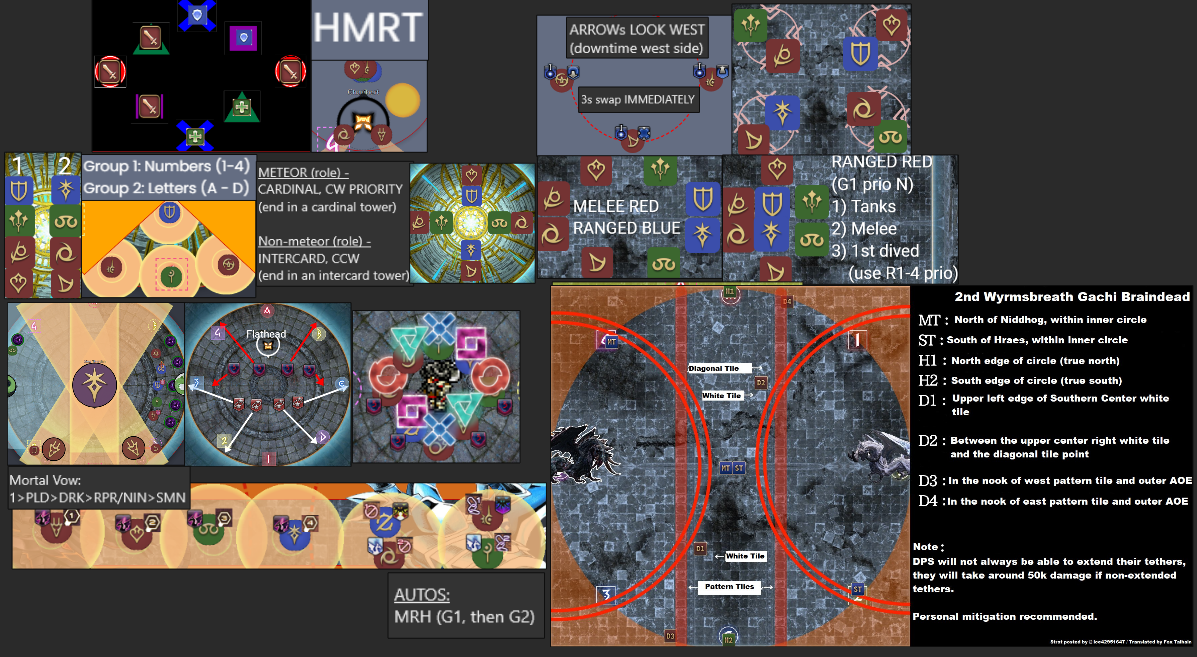 HMRT
ARROWs LOOK WEST
(downtime west side)
3s swap IMMEDIATELY
1 2
Group 1: Numbers (1-4)
Group 2: Letters (A - D)
METEOR (role) -
CARDINAL, CW PRIORITY
(end in a cardinal tower)
Non-meteor (role) -
INTERCARD, CCW
(end in an intercard tower)
MELEE RED
RANGED BLUE
RANGED RED
(G1 prio N)
1) Tanks
2) Melee
3) 1st dived
(use R1-4 prio)
Flathead
Mortal Vow:
1>PLD>DRK>RPR/NIN>SMN
1
2
3
4
AUTOS:
MRH (G1, then G2)
H1
D4
MT
1
Diagonal Tile
D2
White Tile
MT ST
D1
White Tile
Pattern Tiles
3
ST
D3
H2
2nd Wyrmsbreath Gachi Braindead
MT : North of Niddhog, within inner circle
ST : South of Hraes, within inner circle
H1 : North edge of circle (true north)
H2 : South edge of circle (true south)
D1 : Upper left edge of Southern Center white
tile
D2 : Between the upper center right white tile
and the diagonal tile point
D3 : In the nook of west pattern tile and outer AOE
D4 : In the nook of east pattern tile and outer AOE
Note :
DPS will not always be able to extend their tethers,
they will take around 50k damage if non-extended
tethers.
Personal mitigation recommended.